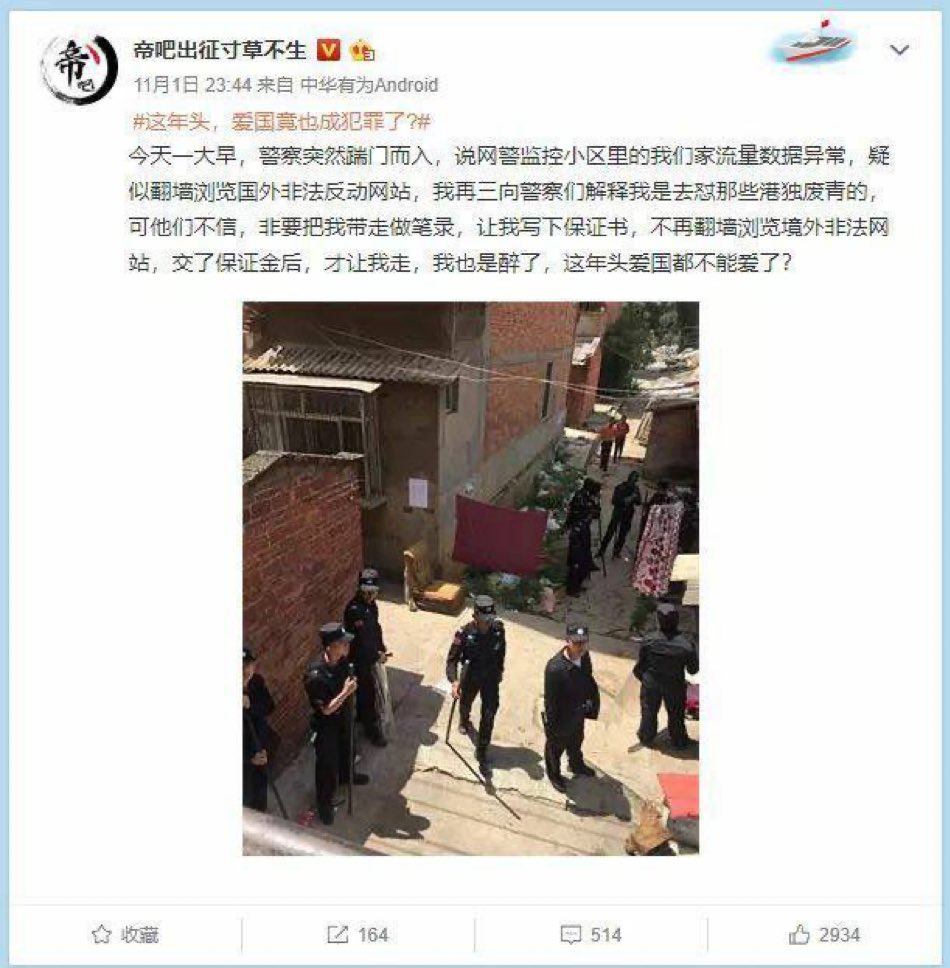 帝吧出征寸草不生
11月1日 23:44 来自 中华有为Android
#这年头，爱国竟也成犯罪了?#
今天一大早，警察突然踹门而入，说网警监控小区里的我们家流量数据异常，疑
似翻墙浏览国外非法反动网站，我再三向警察们解释我是去怼那些港独废青的，
可他们不信，非要把我带走做笔录，让我写下保证书，不再翻墙浏览境外非法网
站，交了保证金后，才让我走，我也是醉了，这年头爱国都不能爱了?
收藏
164
514
2934
帝吧